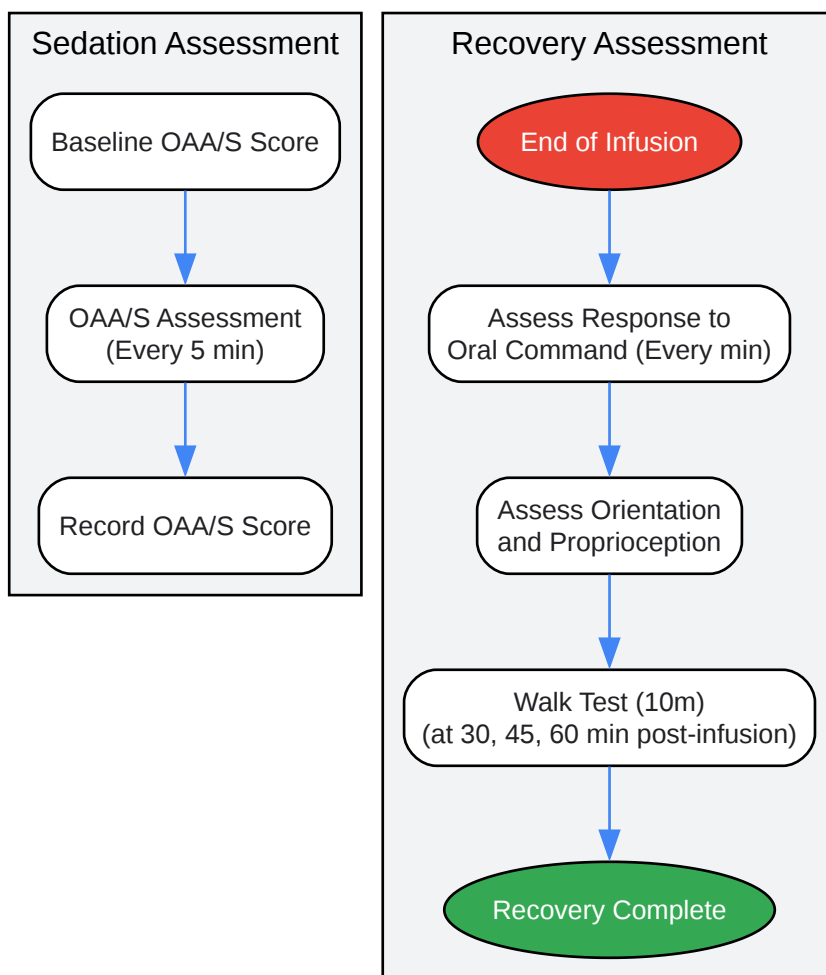 Sedation Assessment
Baseline OAA/S Score
OAA/S Assessment
(Every 5 min)
Record OAA/S Score
Recovery Assessment
End of Infusion
Assess Response to
Oral Command (Every min)
Assess Orientation
and Proprioception
Walk Test (10m)
(at 30, 45, 60 min post-infusion)
Recovery Complete